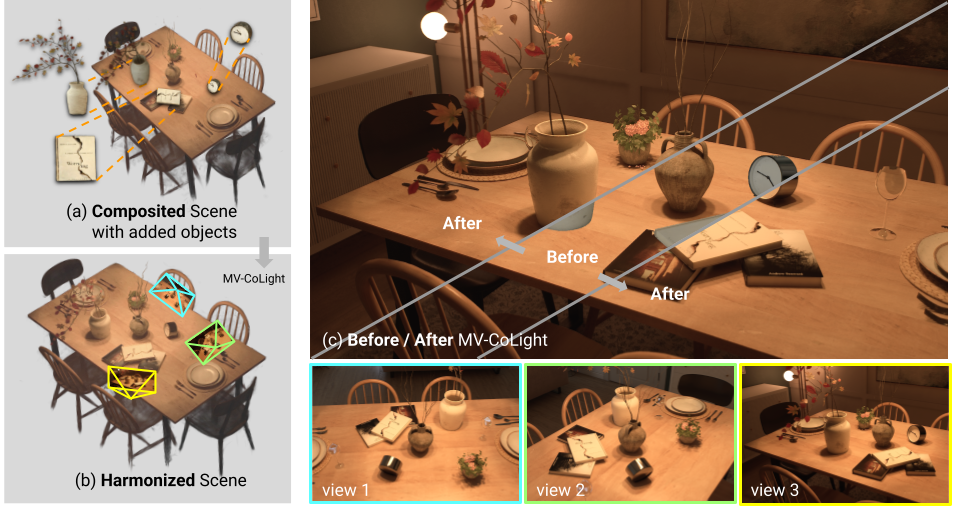 (a) Composited Scene
with added objects
MV-CoLight
(b) Harmonized Scene
After
Before
After
(c) Before / After MV-CoLight
view 1
view 2
view 3